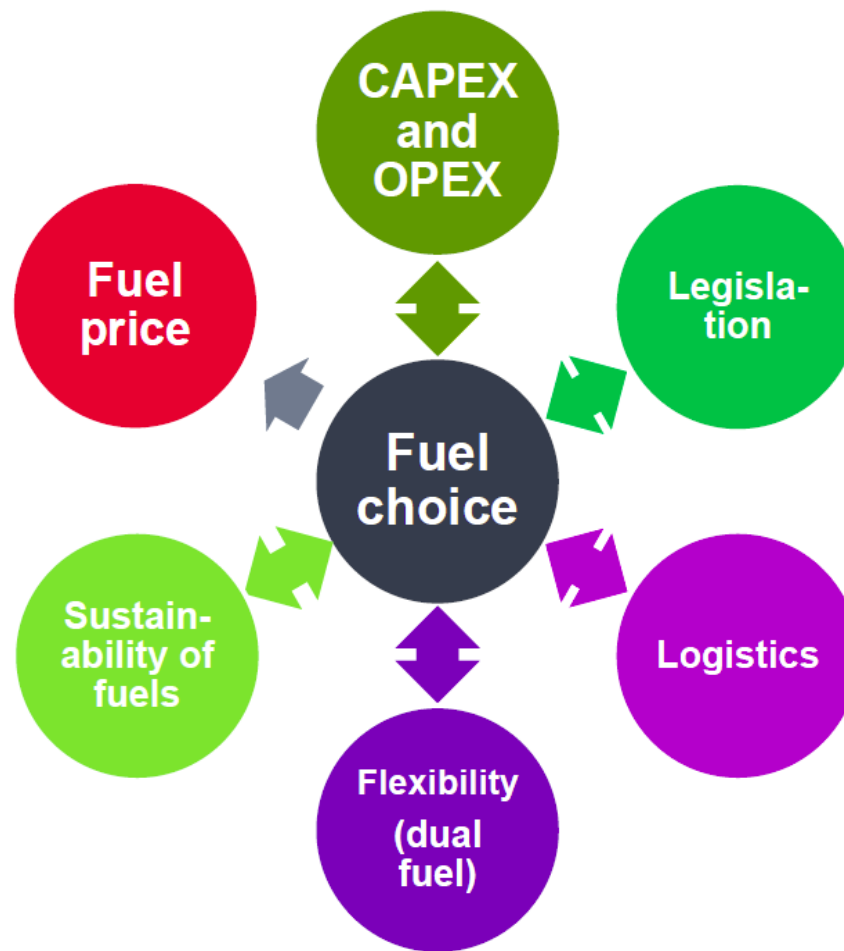 CAPEX
and
OPEX
Fuel
price
Legisla-
tion
Fuel
choice
Sustain-
ability of
fuels
Logistics
Flexibility
(dual
fuel)